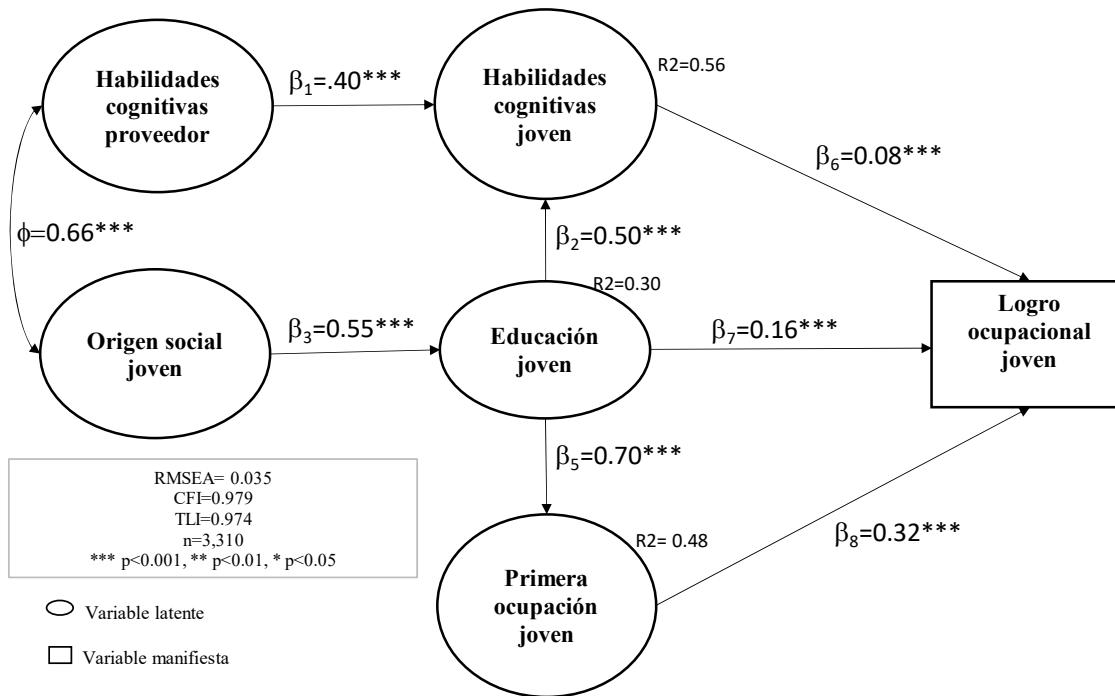 Habilidades
cognitivas
proveedor
β1=.40***
Habilidades
cognitivas
joven
R2=0.56
β6=0.08***
ϕ=0.66***
β2=0.50***
R2=0.30
Origen social
joven
β3=0.55***
Educación
joven
β7=0.16***
Logro
ocupacional
joven
β5=0.70***
RMSEA= 0.035
CFI=0.979
TLI=0.974
n=3,310
*** p<0.001, ** p<0.01, * p<0.05
R2= 0.48
β8=0.32***
Primera
ocupación
joven
Variable latente
Variable manifiesta